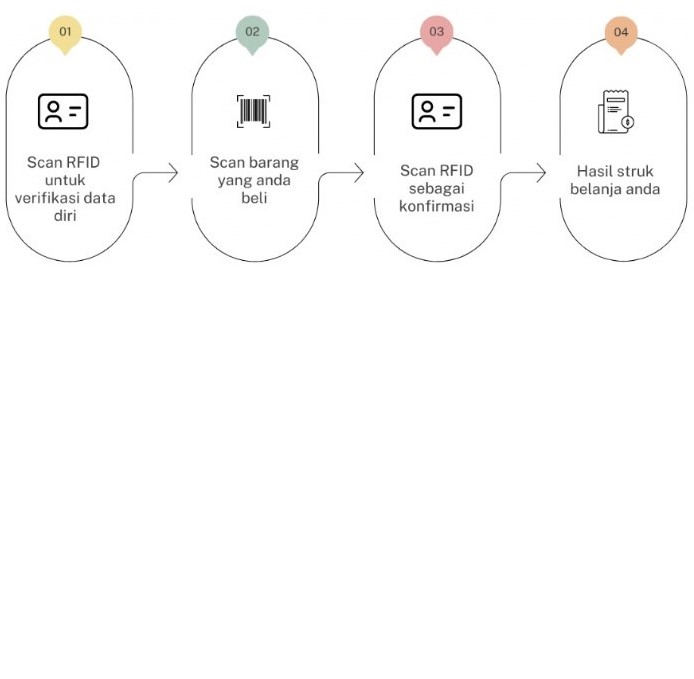 01
Scan RFID
untuk
verifikasi data
diri
02
Scan barang
yang anda
beli
03
Scan RFID
sebagai
konfirmasi
04
Hasil struk
belanja anda